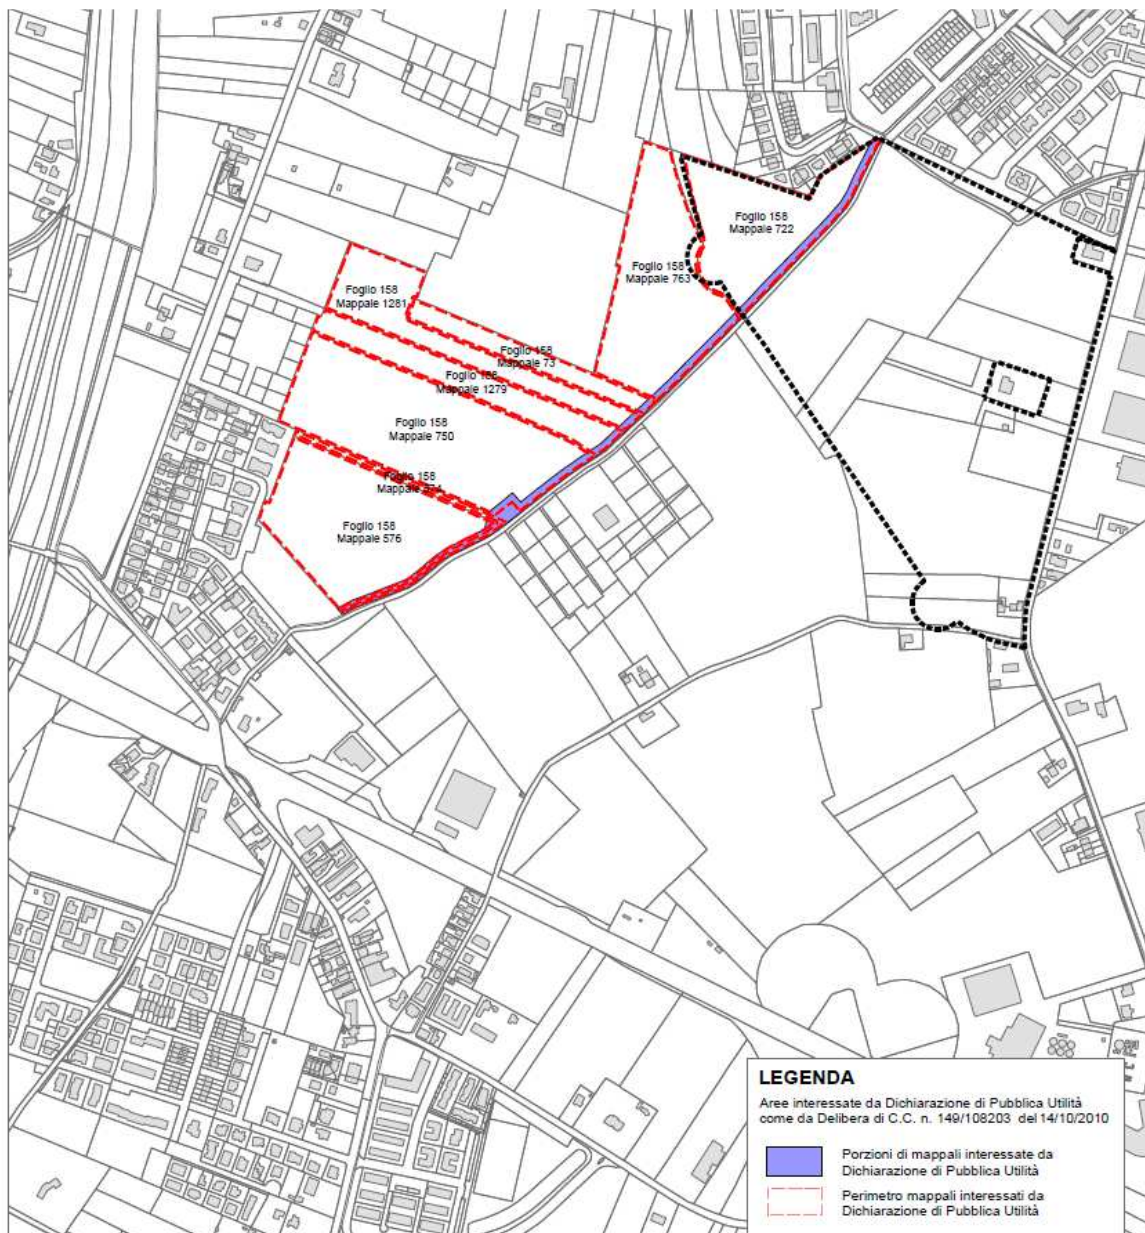 Foglio 158
Mappale 722
Foglio 158
Mappale 763
Foglio 158
Mappale 1281
Foglio 158
Mappale 73
Foglio 158
Mappale 1279
Foglio 158
Mappale 750
Foglio 158
Mappale
Foglio 158
Mappale 576
LEGENDA
Aree interessate da Dichiarazione di Pubblica Utilità
come da Delibera di C.C. n. 149/108203 del 14/10/2010
Porzioni di mappali interessate da
Dichiarazione di Pubblica Utilità
Perimetro mappali interessati da
Dichiarazione di Pubblica Utilità